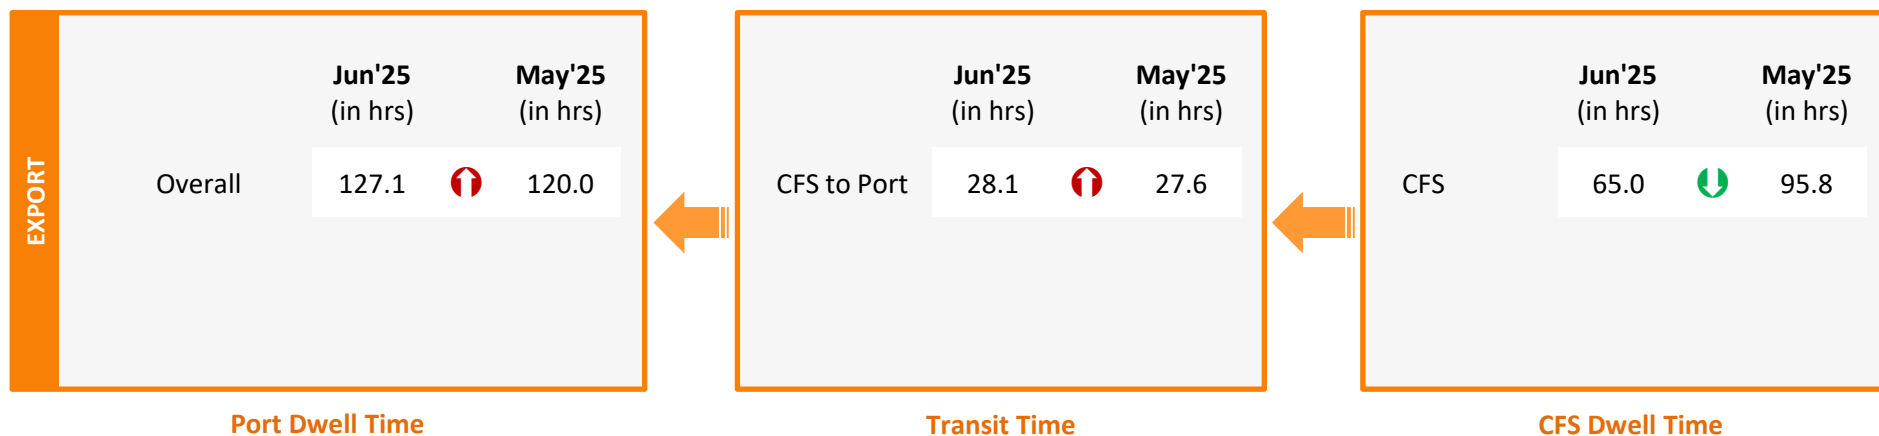 EXPORT
Jun'25 May'25
(in hrs) (in hrs)
Overall 127.1 120.0
Port Dwell Time
Jun'25 May'25
(in hrs) (in hrs)
CFS to Port 28.1 27.6
Transit Time
Jun'25 May'25
(in hrs) (in hrs)
CFS 65.0 95.8
CFS Dwell Time